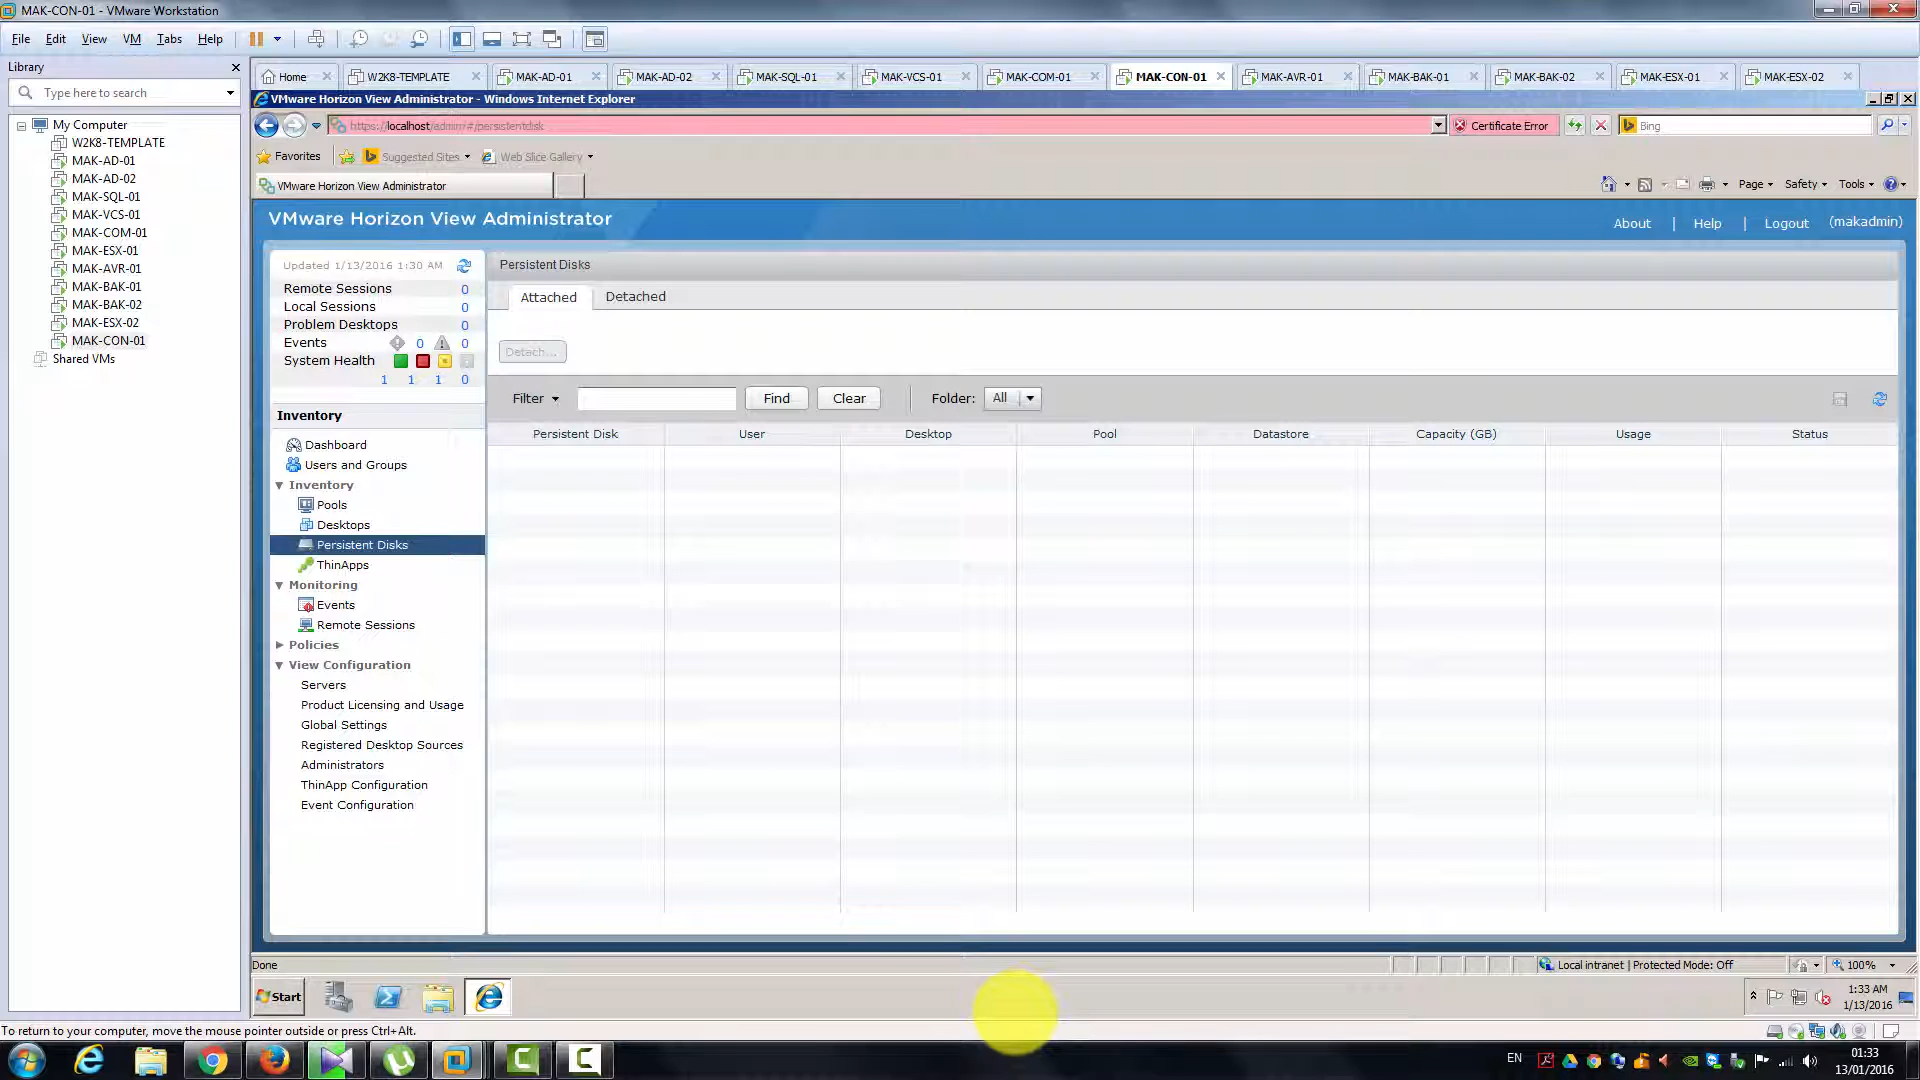 MAK-CON-01 - VMware Workstation
File Edit View VM Tabs Help
Library
Type here to search
My Computer
W2K8-TEMPLATE
MAK-AD-01
MAK-AD-02
MAK-SQL-01
MAK-VCS-01
MAK-COM-01
MAK-ESX-01
MAK-AVR-01
MAK-BAK-01
MAK-BAK-02
MAK-ESX-02
MAK-CON-01
Shared VMs
Home W2K8-TEMPLATE MAK-AD-01 MAK-AD-02 MAK-SQL-01 MAK-VCS-01 MAK-COM-01 MAK-CON-01 MAK-AVR-01 MAK-BAK-01 MAK-BAK-02 MAK-ESX-01 MAK-ESX-02
VMware Horizon View Administrator - Windows Internet Explorer
https://localhost/admin/#/persistentdisk Certificate Error Bing
Favorites Suggested Sites Web Slice Gallery
VMware Horizon View Administrator Page Safety Tools
VMware Horizon View Administrator
About | Help | Logout (makadmin)
Updated 1/13/2016 1:30 AM
Remote Sessions 0
Local Sessions 0
Problem Desktops 0
Events 0 0
System Health
1 1 1 0
Inventory
Dashboard
Users and Groups
Inventory
Pools
Desktops
Persistent Disks
ThinApps
Monitoring
Events
Remote Sessions
Policies
View Configuration
Servers
Product Licensing and Usage
Global Settings
Registered Desktop Sources
Administrators
ThinApp Configuration
Event Configuration
Persistent Disks
Attached Detached
Detach...
Filter Find Clear Folder: All
Persistent Disk User Desktop Pool Datastore Capacity (GB) Usage Status
Done Local intranet | Protected Mode: Off 100%
Start 1:33 AM
1/13/2016
To return to your computer, move the mouse pointer outside or press Ctrl+Alt.
EN 01:33
13/01/2016